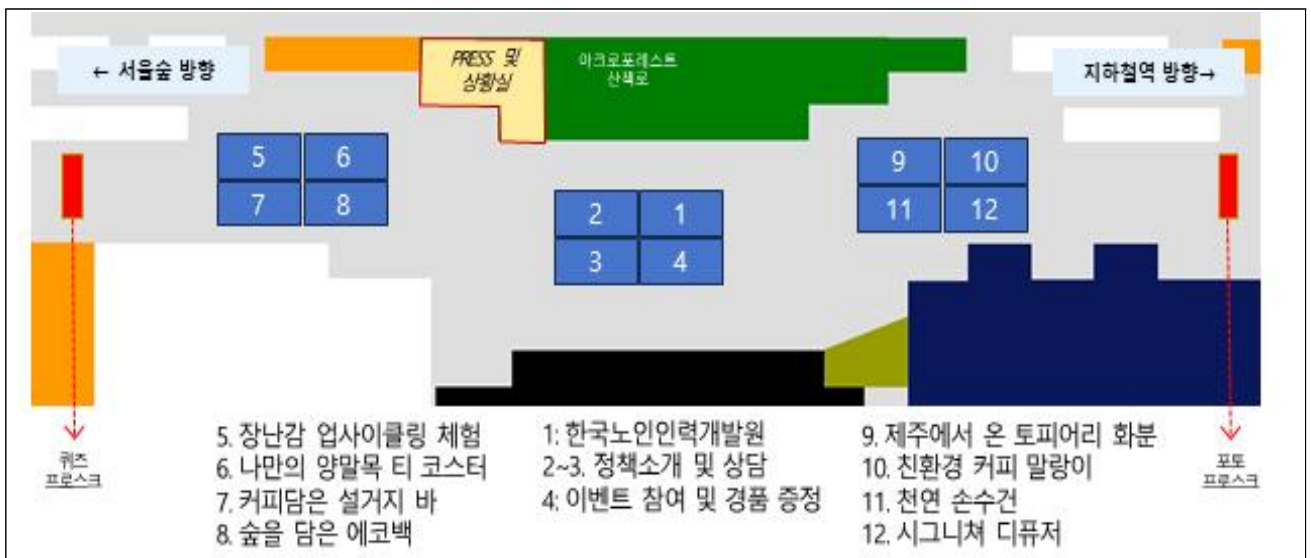 ← 서울숲 방향
PRESS 및
상황실
아크로포레스트
산책로
지하철역 방향→
5
6
7
8
2
1
3
4
9
10
11
12
퀴즈
프로스크
5. 장난감 업사이클링 체험
6. 나만의 양말목 티 코스터
7. 커피담은 설거지 바
8. 숲을 담은 에코백
1: 한국노인인력개발원
2~3. 정책소개 및 상담
4: 이벤트 참여 및 경품 증정
9. 제주에서 온 토피어리 화분
10. 친환경 커피 말랑이
11. 천연 손수건
12. 시그니쳐 디퓨저
포토
프로스크